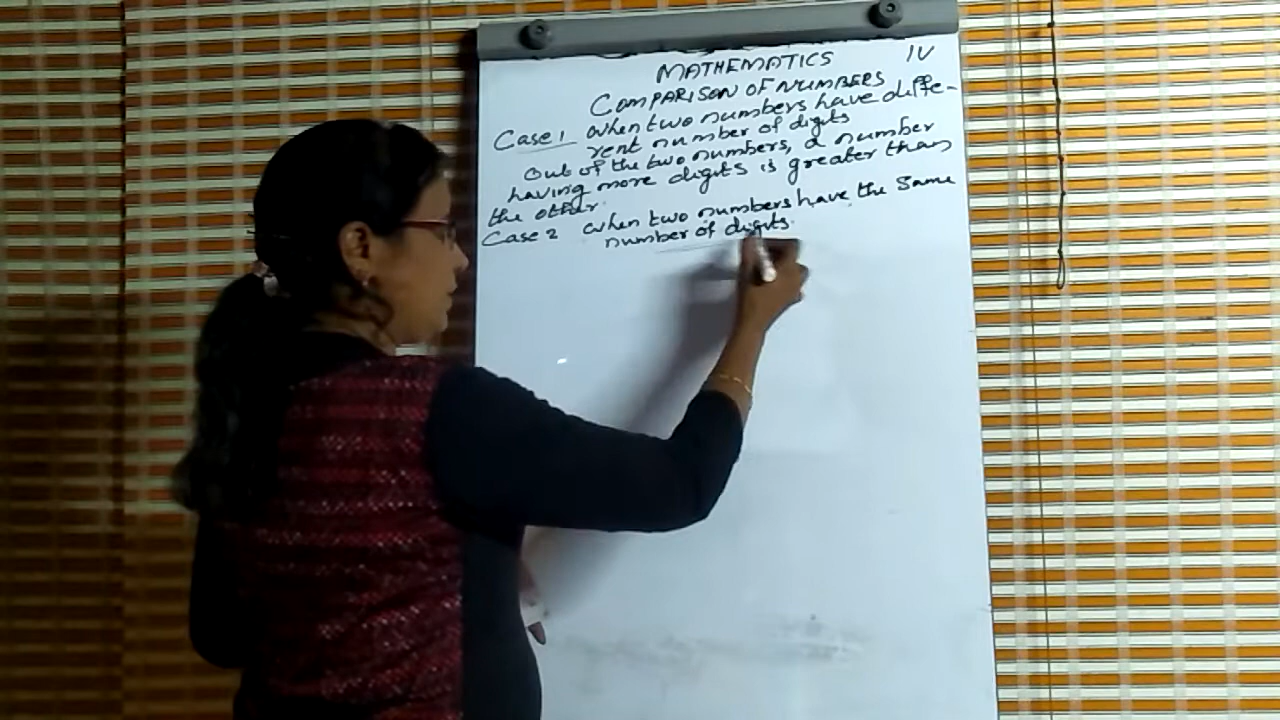 MATHEMATICS IV
COMPARISON OF NUMBERS
Case 1 When two numbers have diffe-
rent number of digits
Out of the two numbers, a number
having more digits is greater than
the other.
Case 2 When two numbers have the same
number of digits.